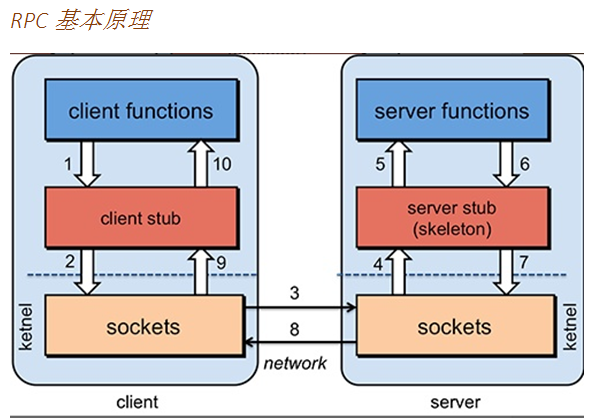 RPC 基本原理
client functions
server functions
1
10
5
6
client stub
server stub
(skeleton)
2
9
4
7
3
ketnel
sockets
8
sockets
ketnel
network
client
server